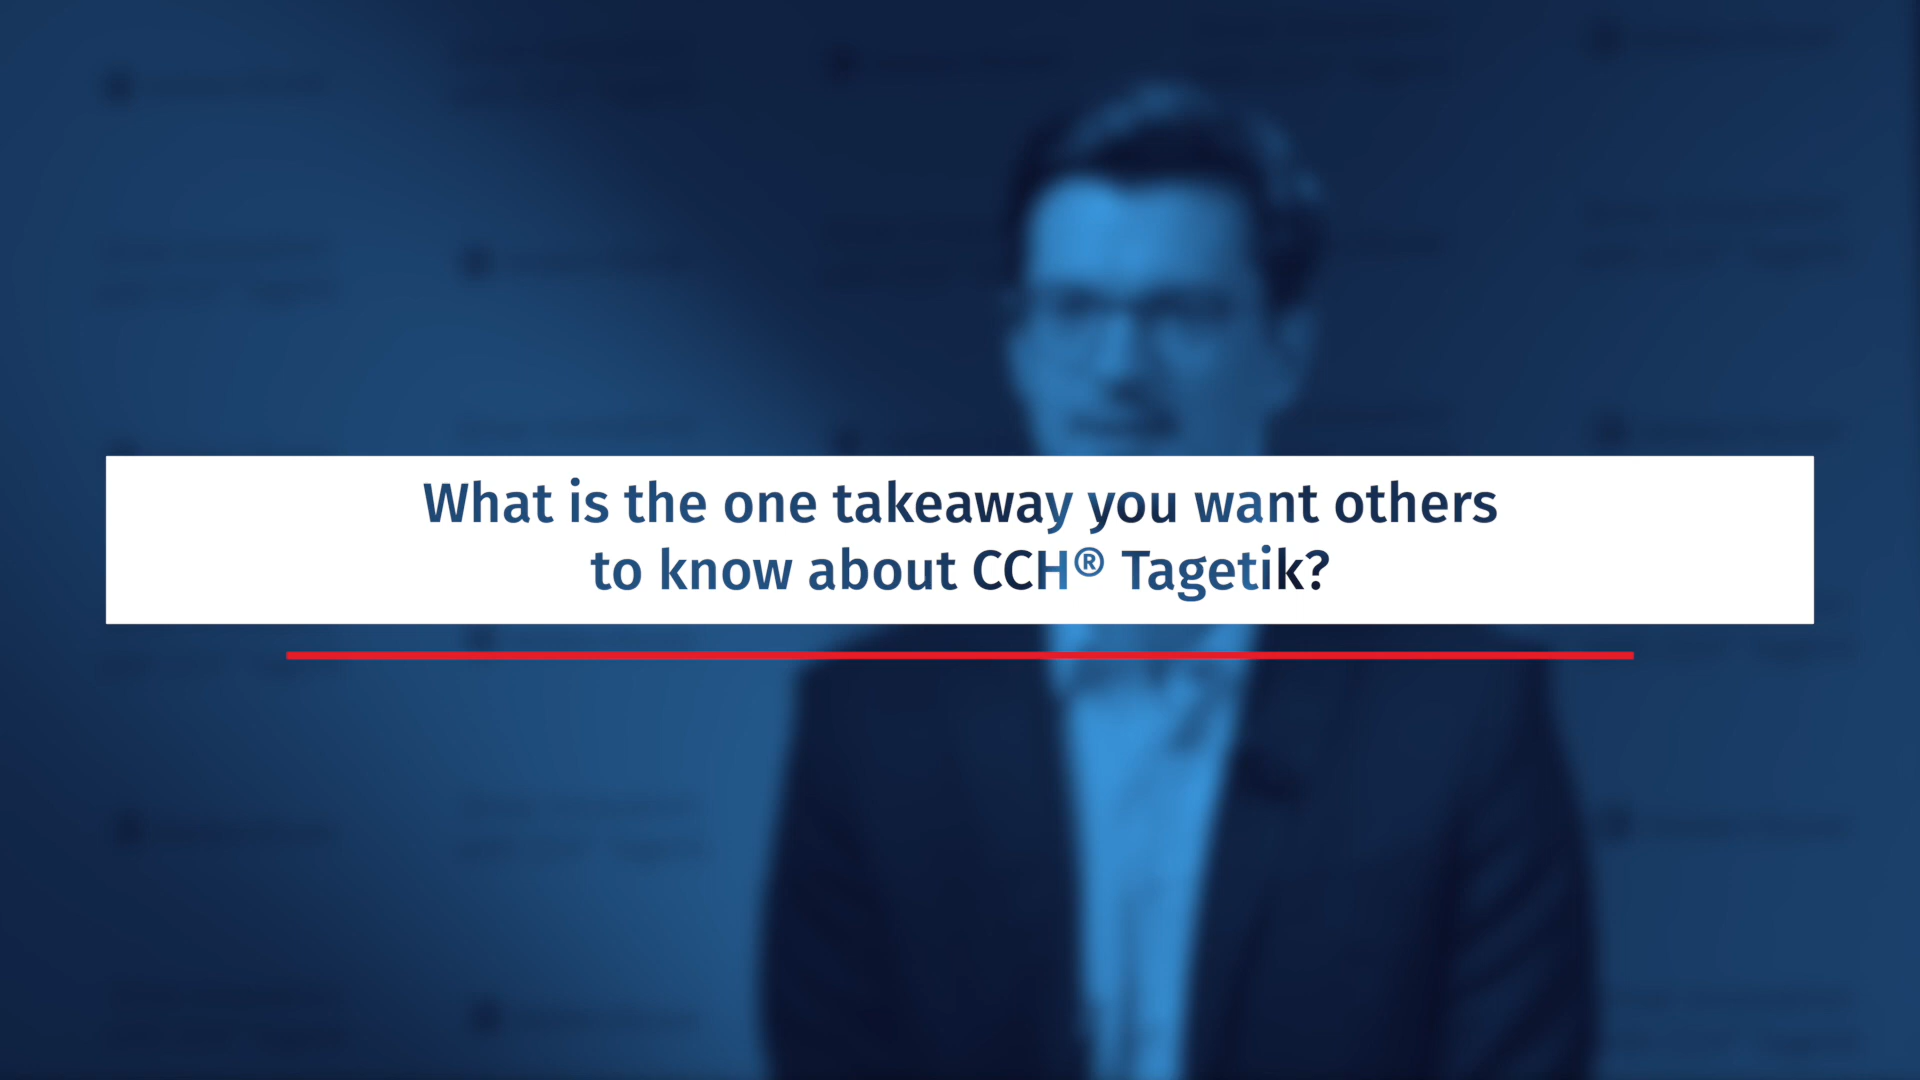 What is the one takeaway you want others
to know about CCH® Tagetik?